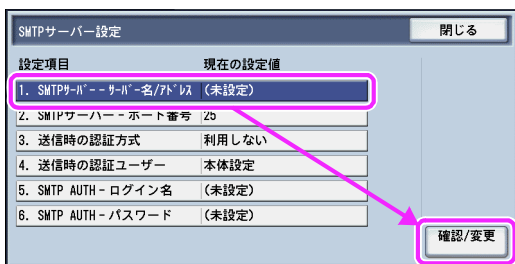 SMTPサーバー設定 閉じる
設定項目 現在の設定値
1. SMTPｻｰﾊﾞｰ - ｻｰﾊﾞｰ名/ｱﾄﾞﾚｽ (未設定)
2. SMTPサーバー - ポート番号 25
3. 送信時の認証方式 利用しない
4. 送信時の認証ユーザー 本体設定
5. SMTP AUTH - ログイン名 (未設定)
6. SMTP AUTH - パスワード (未設定)
確認/変更